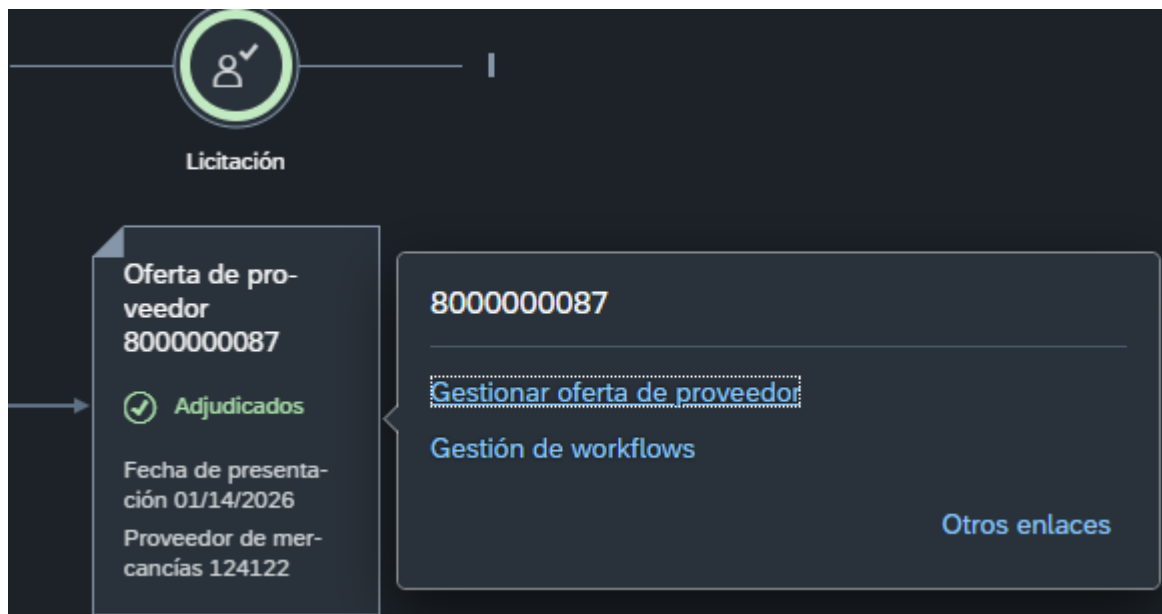 Licitación
Oferta de pro-
veedor
8000000087
Adjudicados
Fecha de presenta-
ción 01/14/2026
Proveedor de mer-
cancías 124122
8000000087
Gestionar oferta de proveedor
Gestión de workflows
Otros enlaces